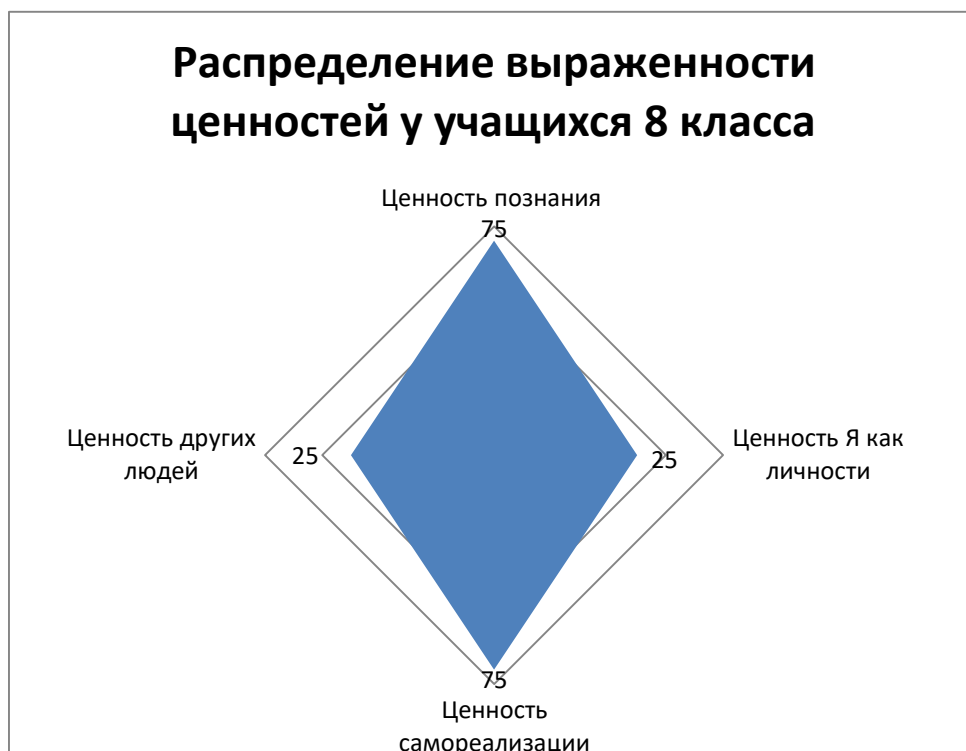 Распределение выраженности
ценностей у учащихся 8 класса
Ценность познания
75
Ценность других
людей
25
25
Ценность Я как
личности
75
Ценность
самореализации